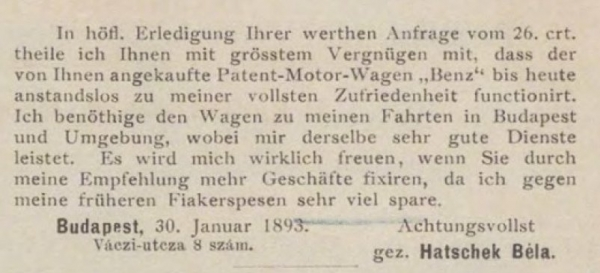 In höfl. Erledigung Ihrer werthen Anfrage vom 26. crt.
theile ich Ihnen mit grösstem Vergnügen mit, dass der
von Ihnen angekaufte Patent-Motor-Wagen „Benz“ bis heute
anstandslos zu meiner vollsten Zufriedenheit functionirt.
Ich benöthige den Wagen zu meinen Fahrten in Budapest
und Umgebung, wobei mir derselbe sehr gute Dienste
leistet. Es wird mich wirklich freuen, wenn Sie durch
meine Empfehlung mehr Geschäfte fixiren, da ich gegen
meine früheren Fiakerspesen sehr viel spare.
Budapest, 30. Januar 1893. Achtungsvollst
Váczi-utcza 8 szám. gez. Hatschek Béla.